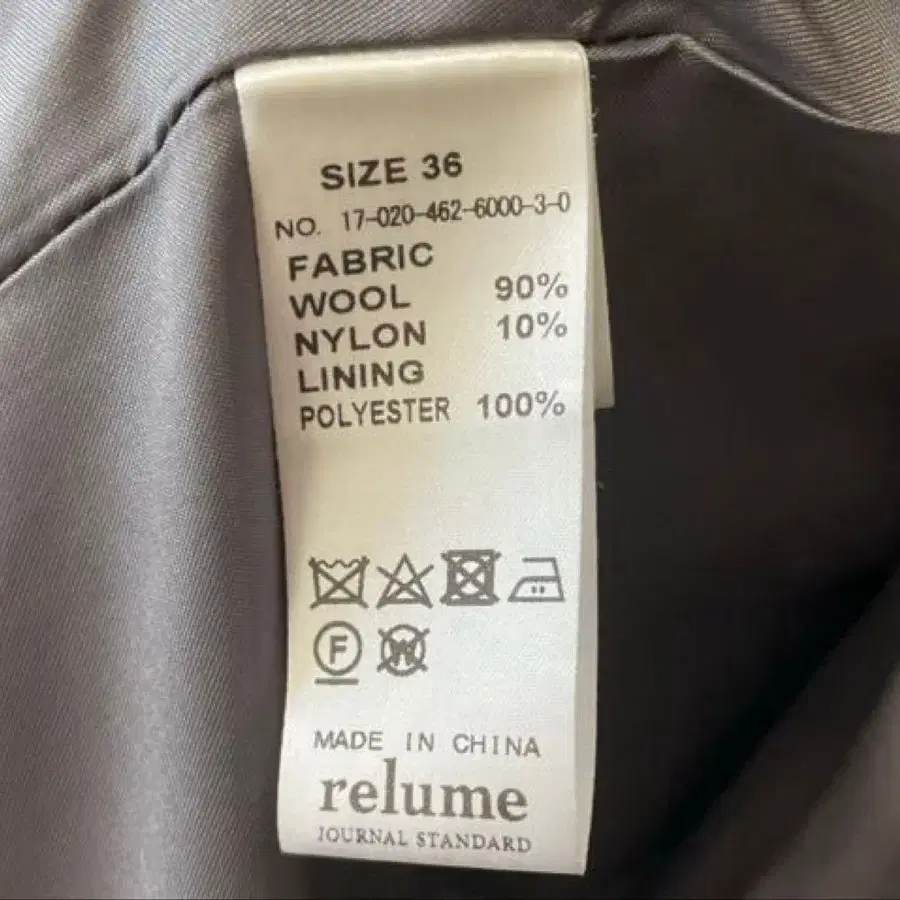 SIZE 36
NO. 17-020-462-6000-3-0
FABRIC
WOOL 90%
NYLON 10%
LINING
POLYESTER 100%
F W
MADE IN CHINA
relume
JOURNAL STANDARD